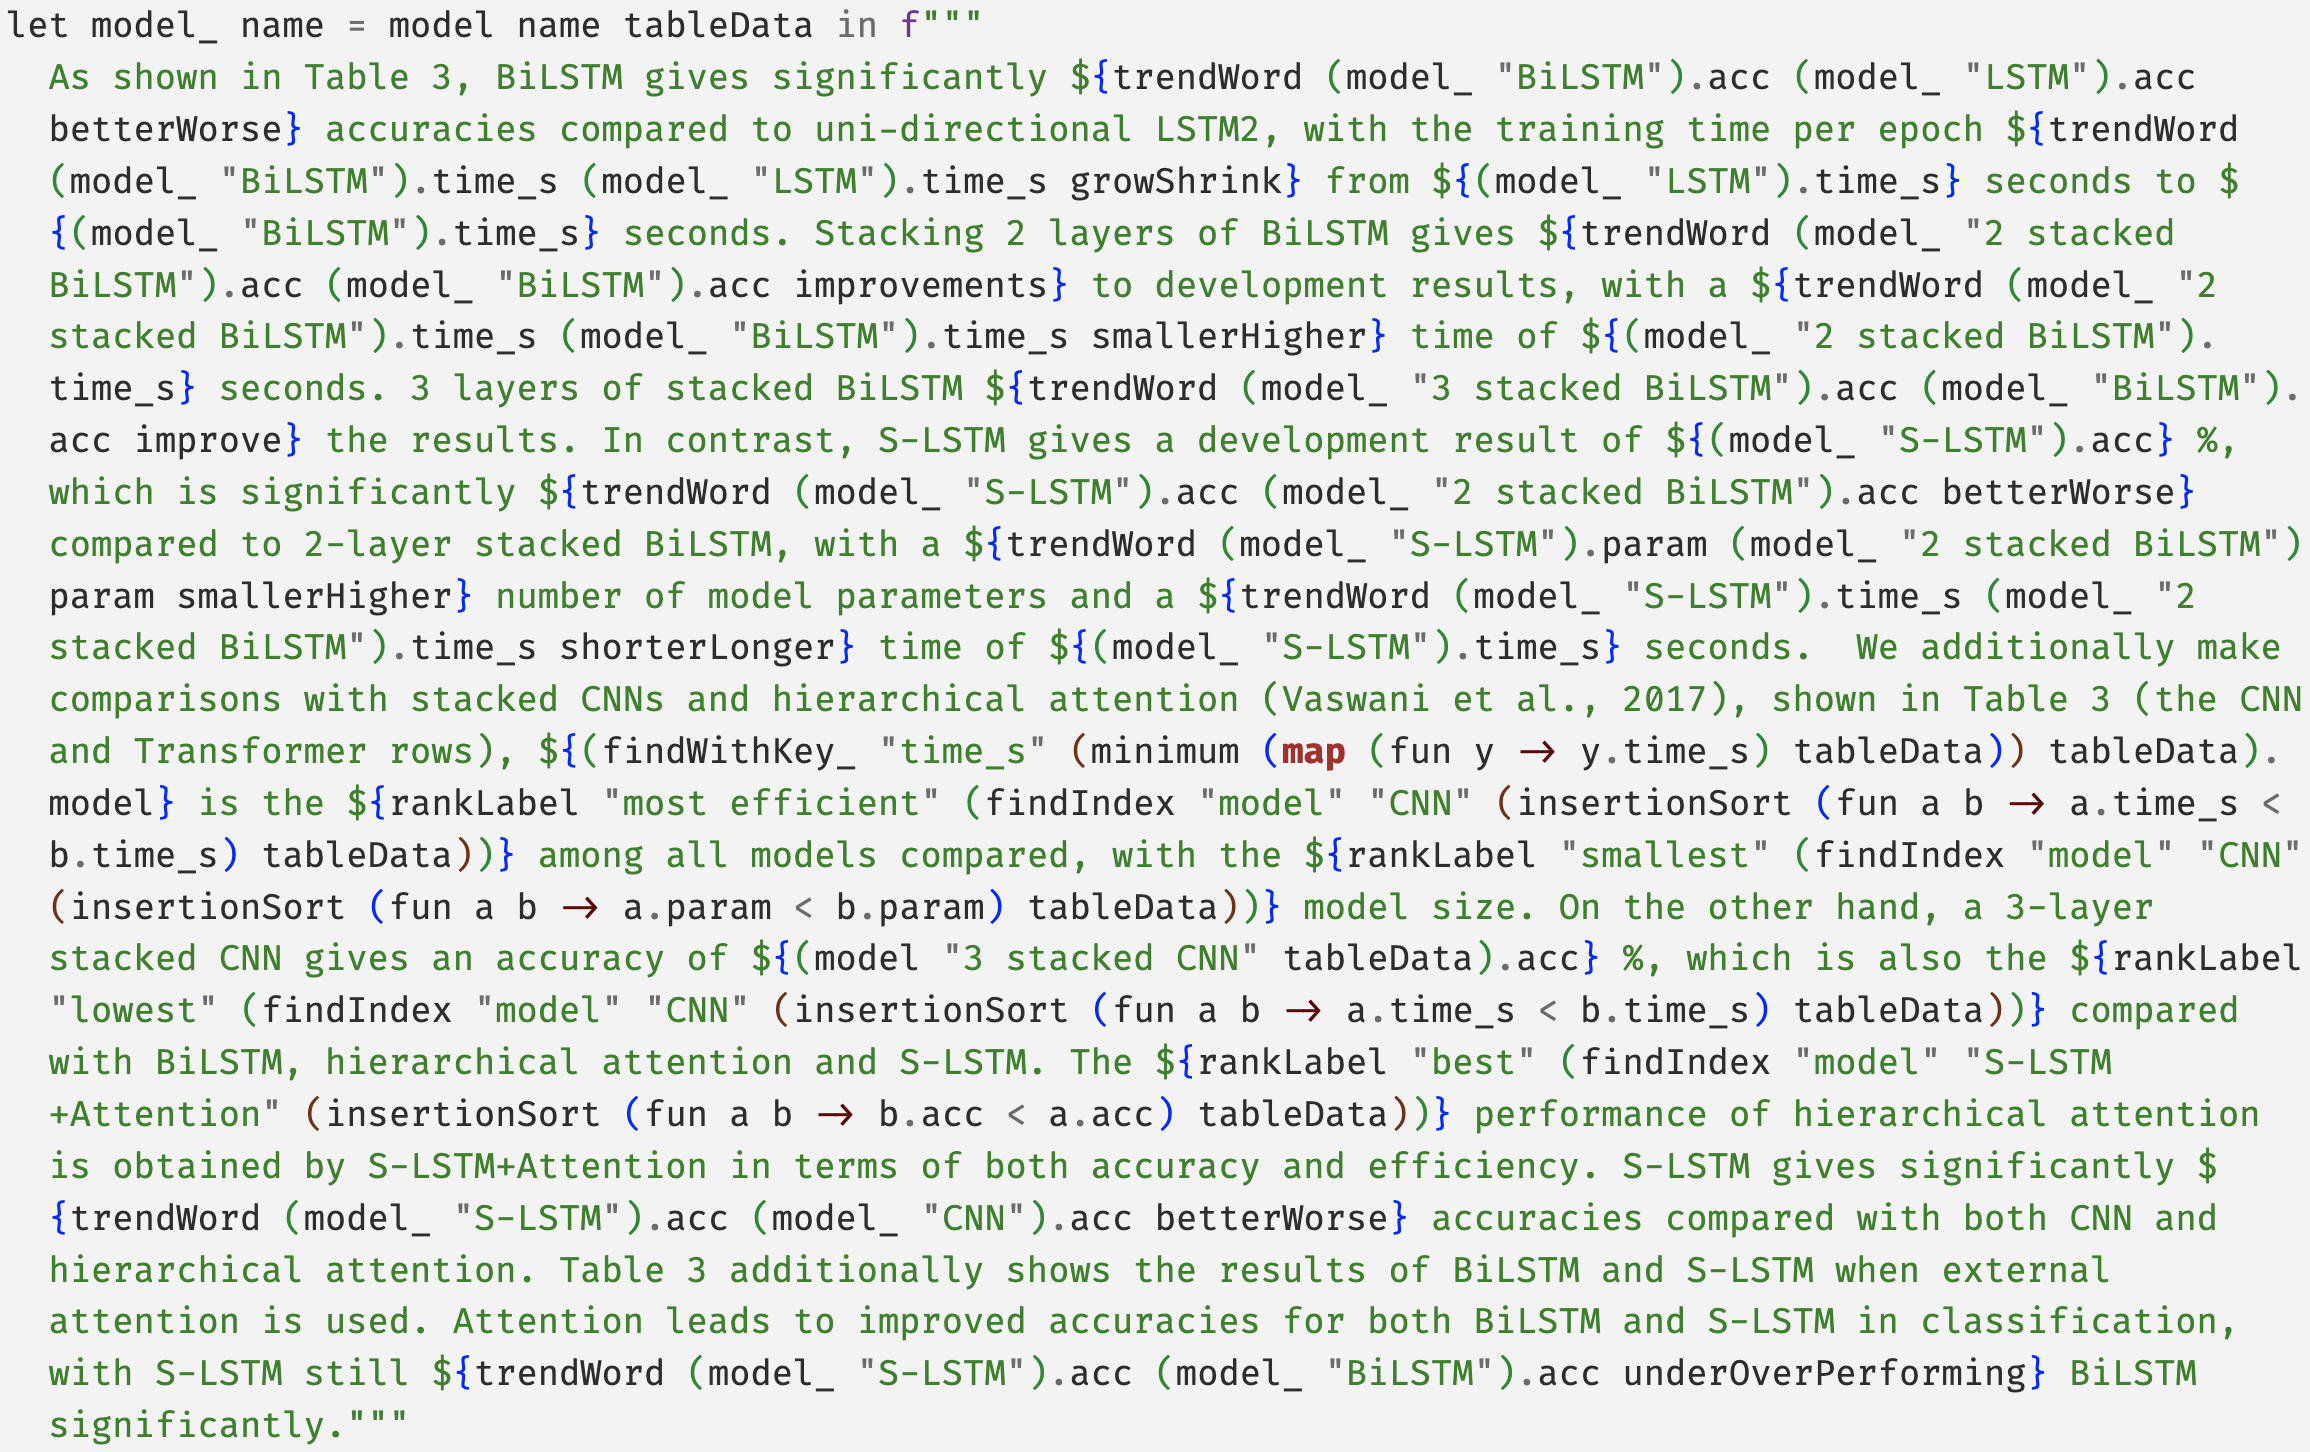 let model_ name = model name tableData in f"""
As shown in Table 3, BiLSTM gives significantly ${trendWord (model_ "BiLSTM").acc (model_ "LSTM").acc
betterWorse} accuracies compared to uni-directional LSTM2, with the training time per epoch ${trendWord
(model_ "BiLSTM").time_s (model_ "LSTM").time_s growShrink} from ${(model_ "LSTM").time_s} seconds to $
{(model_ "BiLSTM").time_s} seconds. Stacking 2 layers of BiLSTM gives ${trendWord (model_ "2 stacked
BiLSTM").acc (model_ "BiLSTM").acc improvements} to development results, with a ${trendWord (model_ "2
stacked BiLSTM").time_s (model_ "BiLSTM").time_s smallerHigher} time of ${(model_ "2 stacked BiLSTM").
time_s} seconds. 3 layers of stacked BiLSTM ${trendWord (model_ "3 stacked BiLSTM").acc (model_ "BiLSTM").
acc improve} the results. In contrast, S-LSTM gives a development result of ${(model_ "S-LSTM").acc} %,
which is significantly ${trendWord (model_ "S-LSTM").acc (model_ "2 stacked BiLSTM").acc betterWorse}
compared to 2-layer stacked BiLSTM, with a ${trendWord (model_ "S-LSTM").param (model_ "2 stacked BiLSTM")
param smallerHigher} number of model parameters and a ${trendWord (model_ "S-LSTM").time_s (model_ "2
stacked BiLSTM").time_s shorterLonger} time of ${(model_ "S-LSTM").time_s} seconds.  We additionally make
comparisons with stacked CNNs and hierarchical attention (Vaswani et al., 2017), shown in Table 3 (the CNN
and Transformer rows), ${(findWithKey_ "time_s" (minimum (map (fun y → y.time_s) tableData)) tableData).
model} is the ${rankLabel "most efficient" (findIndex "model" "CNN" (insertionSort (fun a b → a.time_s <
b.time_s) tableData))} among all models compared, with the ${rankLabel "smallest" (findIndex "model" "CNN"
(insertionSort (fun a b → a.param < b.param) tableData))} model size. On the other hand, a 3-layer
stacked CNN gives an accuracy of ${(model "3 stacked CNN" tableData).acc} %, which is also the ${rankLabel
"lowest" (findIndex "model" "CNN" (insertionSort (fun a b → a.time_s < b.time_s) tableData))} compared
with BiLSTM, hierarchical attention and S-LSTM. The ${rankLabel "best" (findIndex "model" "S-LSTM
+Attention" (insertionSort (fun a b → b.acc < a.acc) tableData))} performance of hierarchical attention
is obtained by S-LSTM+Attention in terms of both accuracy and efficiency. S-LSTM gives significantly $
{trendWord (model_ "S-LSTM").acc (model_ "CNN").acc betterWorse} accuracies compared with both CNN and
hierarchical attention. Table 3 additionally shows the results of BiLSTM and S-LSTM when external
attention is used. Attention leads to improved accuracies for both BiLSTM and S-LSTM in classification,
with S-LSTM still ${trendWord (model_ "S-LSTM").acc (model_ "BiLSTM").acc underOverPerforming} BiLSTM
significantly."""